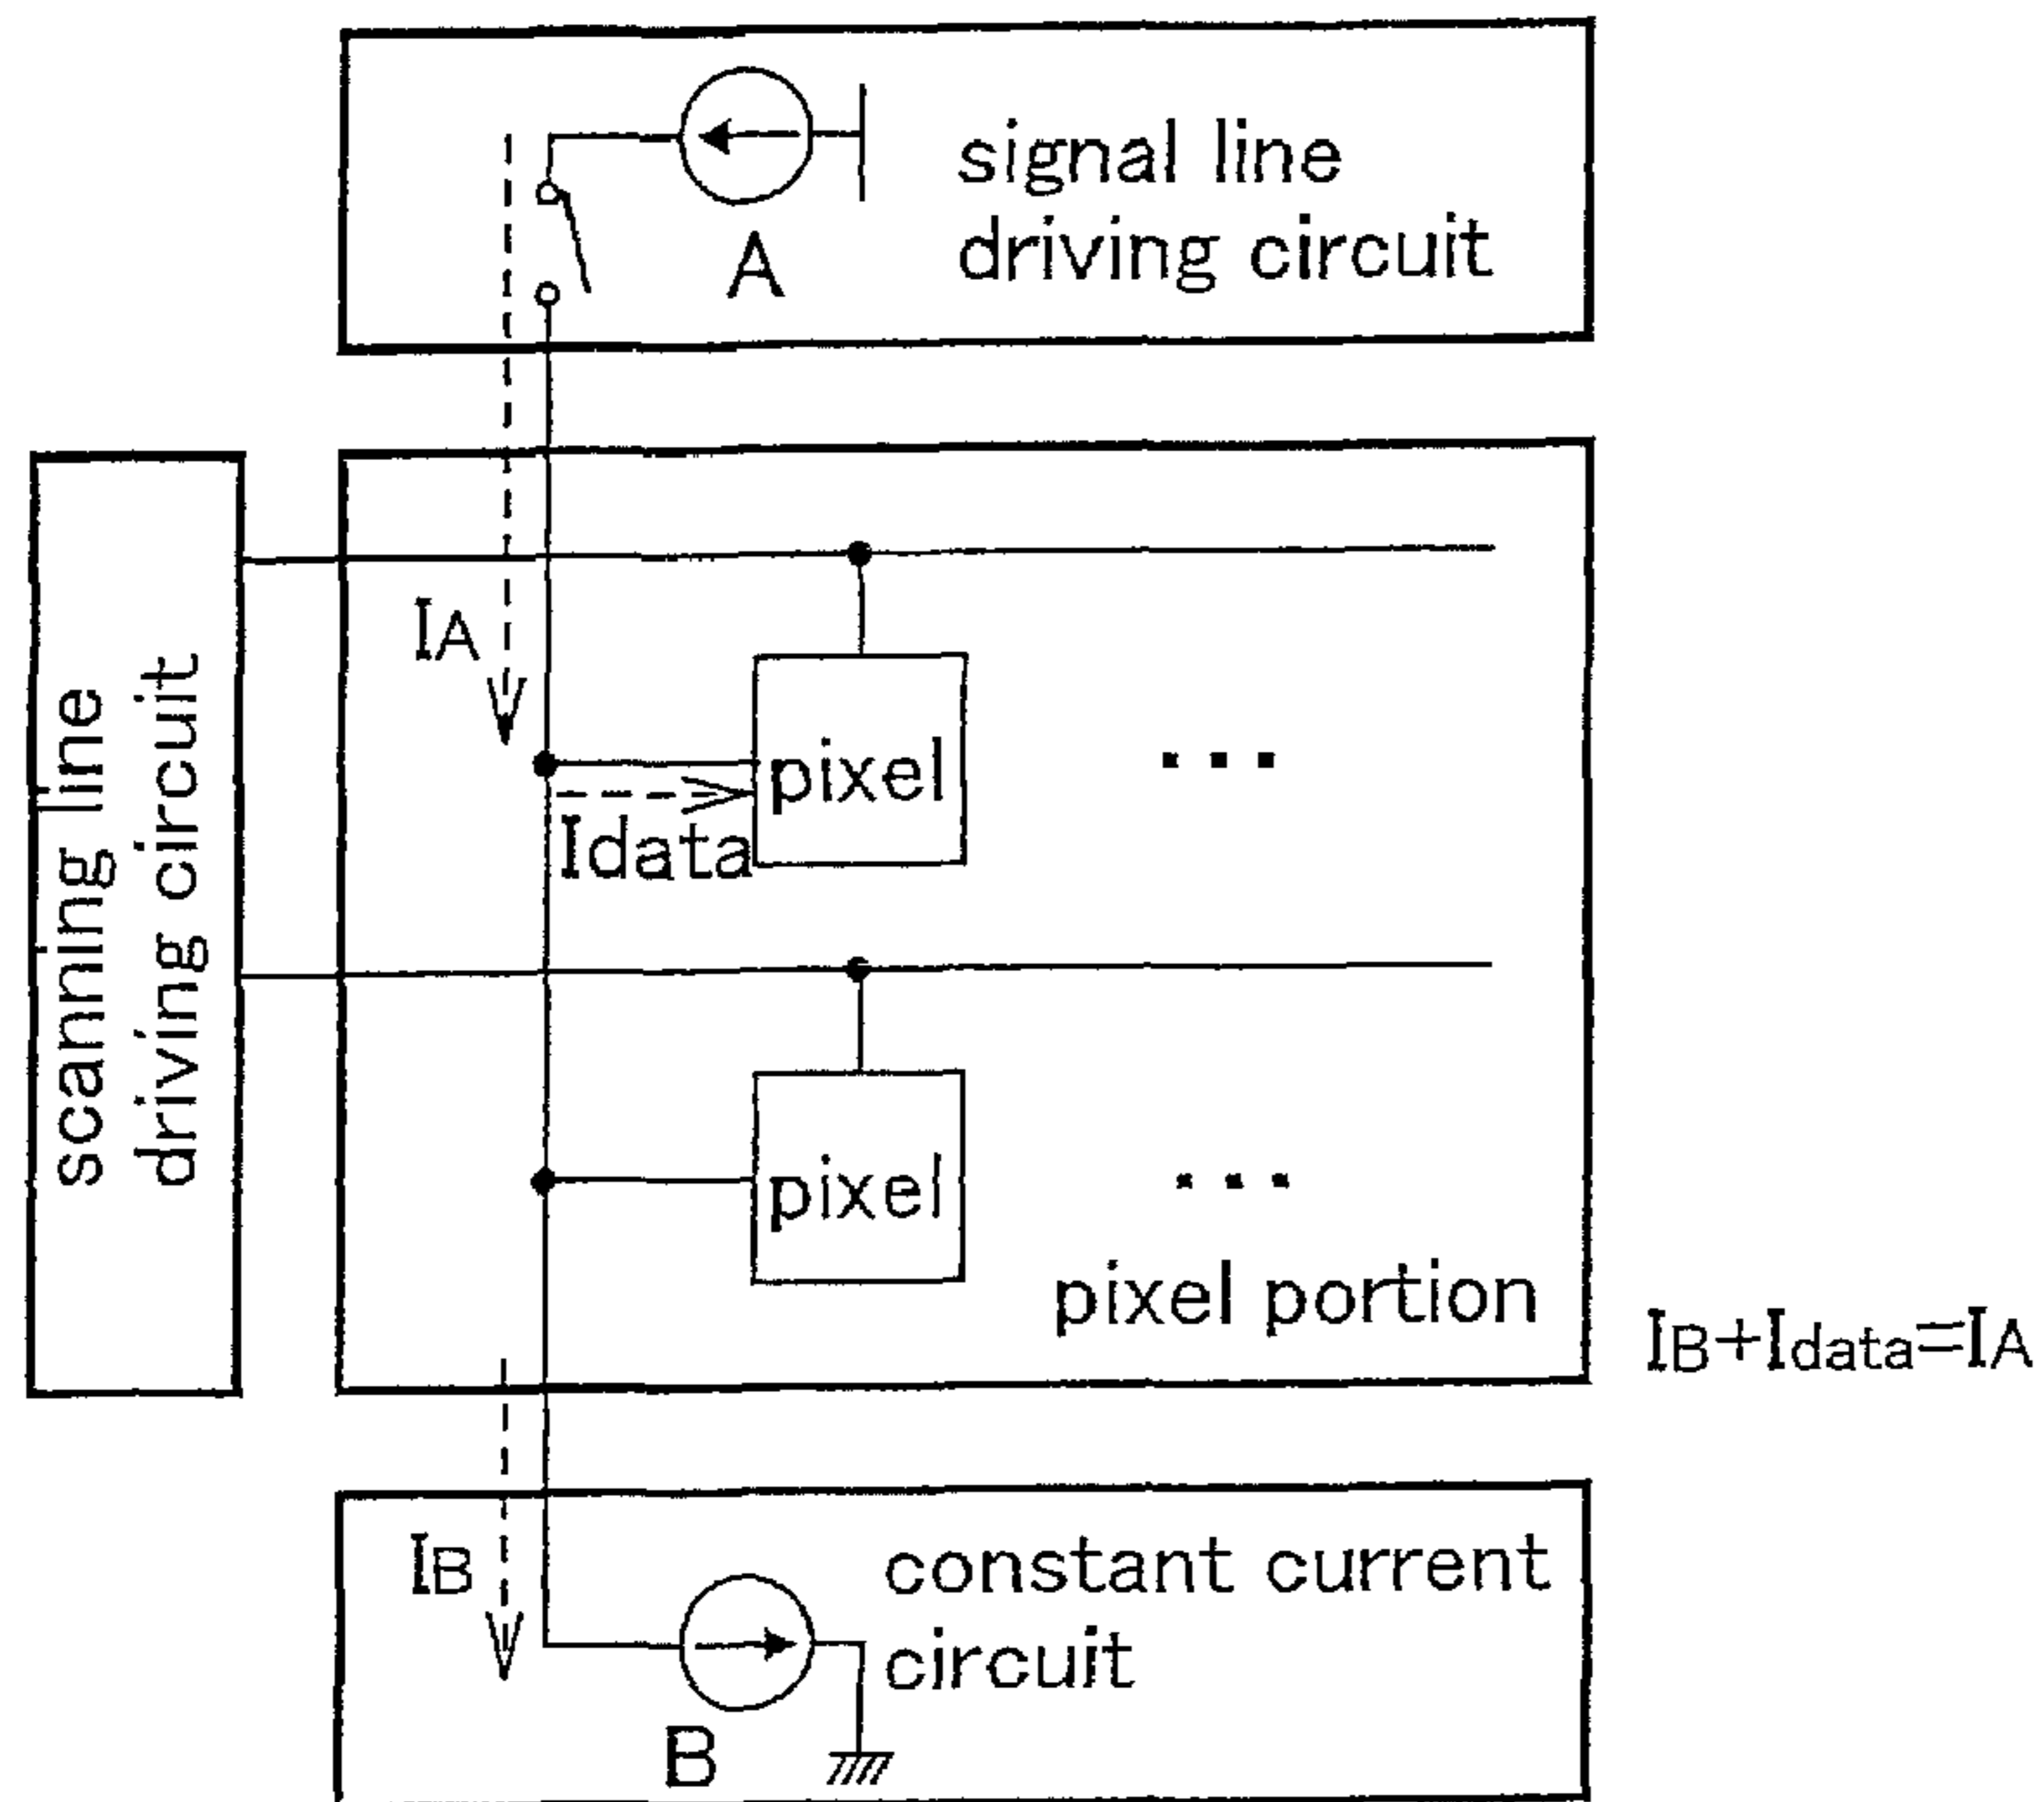 signal line
driving circuit
A
scanning line
driving circuit
IA
pixel
...
Idata
pixel
...
pixel portion
IB+Idata=IA
IB
constant current
circuit
B